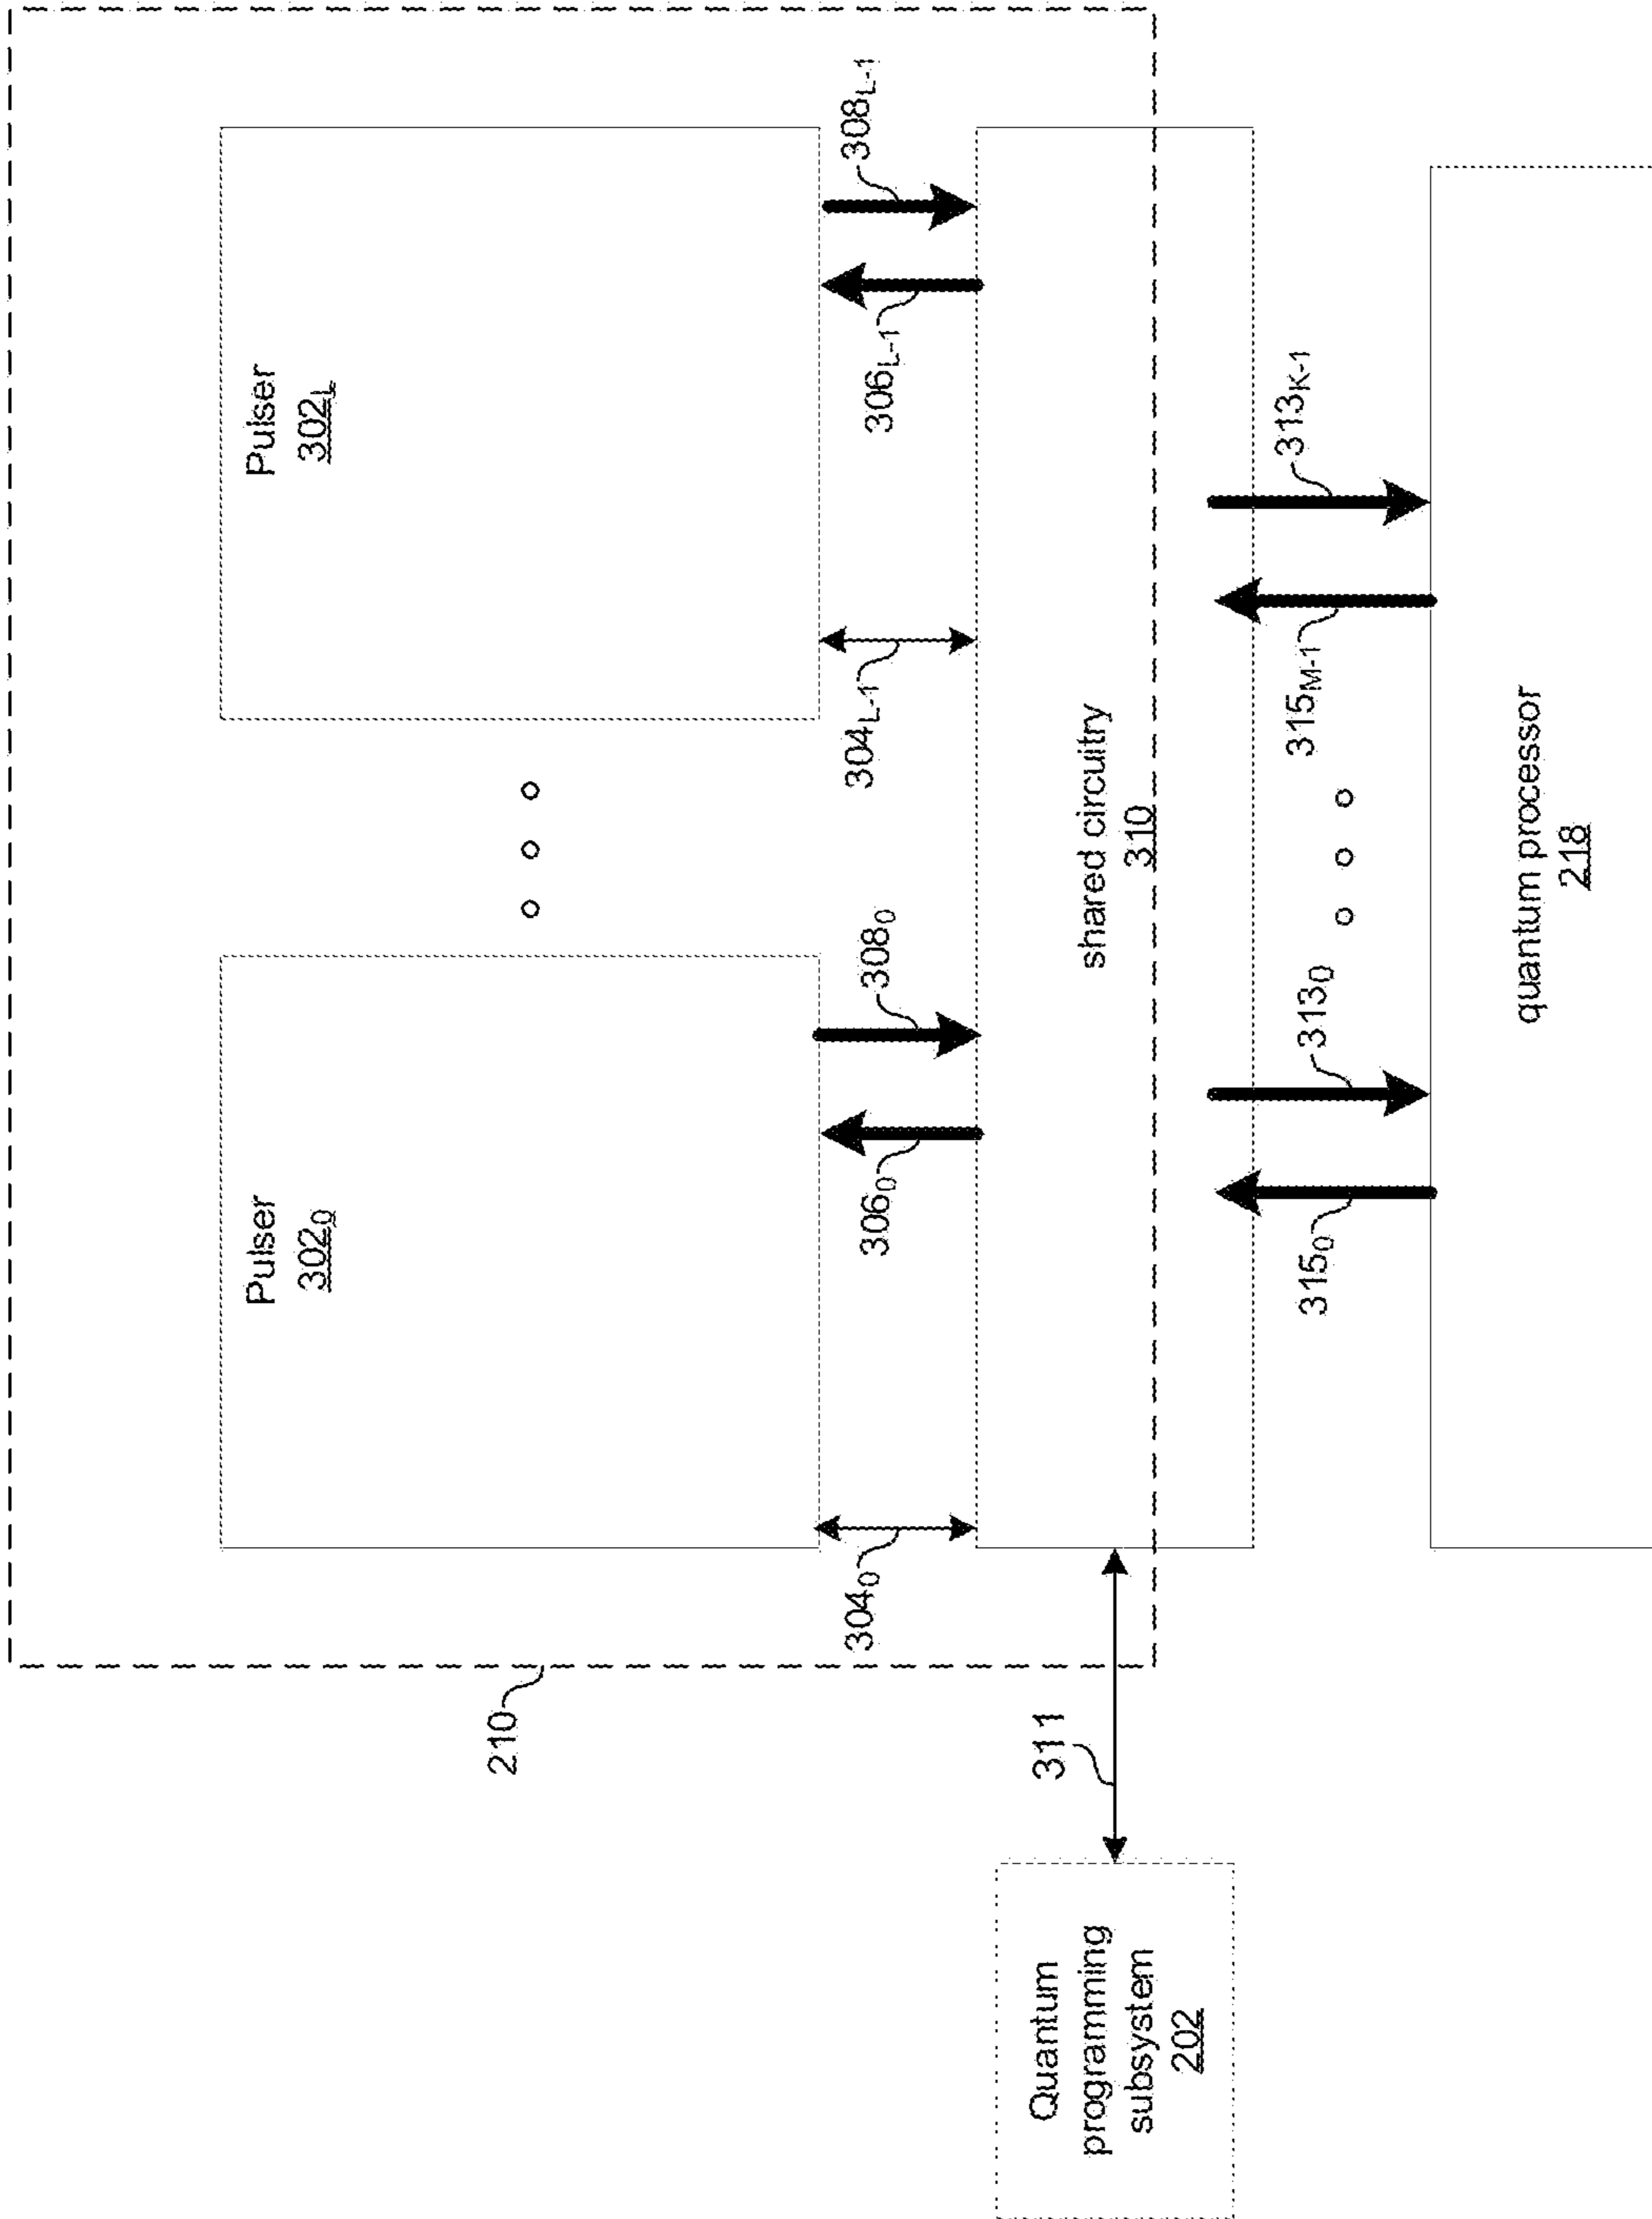 210
Pulser
302₀
Pulser
302L
304₀
306₀
308₀
304L-1
306L-1
308L-1
Quantum
programming
subsystem
202
311
shared circuitry
310
315₀
313₀
315M-1
313K-1
quantum processor
218